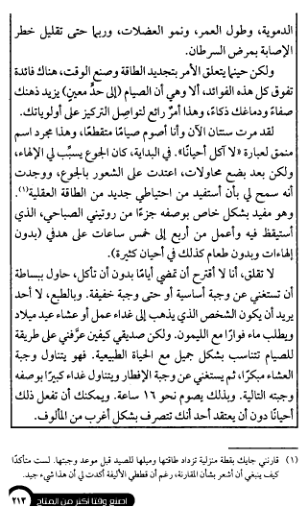 الدموية، وطول العمر، ونمو العضلات، وربما حتى تقليل خطر
الإصابة بمرض السرطان.
ولكن حينما يتعلق الأمر بتجديد الطاقة وصنع الوقت، هناك فائدة
تفوق كل هذه الفوائد، ألا وهي أن الصيام (إلى حدٍّ معين) يزيد ذهنك
صفاءً ودماغك ذكاءً، وهذا أمرٌ رائع لتواصل التركيز على أولوياتك.
لقد مرت سنتان الآن وأنا أصوم صيامًا متقطعًا، وهذا مجرد اسم
منمق لعبارة «لا آكل أحيانًا». في البداية، كان الجوع يسبِّب لي الإلهاء،
ولكن بعد بضع محاولات، اعتدت على الشعور بالجوع، ووجدت
أنه سمح لي بأن أستفيد من احتياطي جديد من الطاقة العقلية(١).
وهو مفيد بشكل خاص بوصفه جزءًا من روتيني الصباحي، الذي
أستيقظ فيه وأعمل من أربع إلى خمس ساعات على هدفي (بدون
إلهاءات وبدون طعام كذلك في أحيان كثيرة).
لا تقلق، أنا لا أقترح أن تمضي أيامًا بدون أن تأكل، حاول ببساطة
أن تستغني عن وجبة أساسية أو حتى وجبة خفيفة. وبالطبع، لا أحد
يريد أن يكون الشخص الذي يذهب إلى غداء عمل أو عشاء عيد ميلاد
ويطلب ماء فوارًا مع الليمون. ولكن صديقي كيفين عرَّفني على طريقة
للصيام تتناسب بشكل جميل مع الحياة الطبيعية. فهو يتناول وجبة
العشاء مبكرًا، ثم يستغني عن وجبة الإفطار ويتناول غداء كبيرًا بوصفه
وجبته التالية. وبذلك يصوم نحو ١٦ ساعة. ويمكنك أن تفعل ذلك
أحيانًا دون أن يعتقد أحد أنك تتصرف بشكل أغرب من المألوف.
(١) قارنني جايك بقطة منزلية تزداد طاقتها وميلها للصيد قبل موعد وجبتها. لست متأكدًا
كيف ينبغي أن أشعر بشأن المقارنة، رغم أن قططي الأليفة أكدت لي أن هذا شيء جيد.
٢١٣ اصنع وقتًا أكثر من المتاح